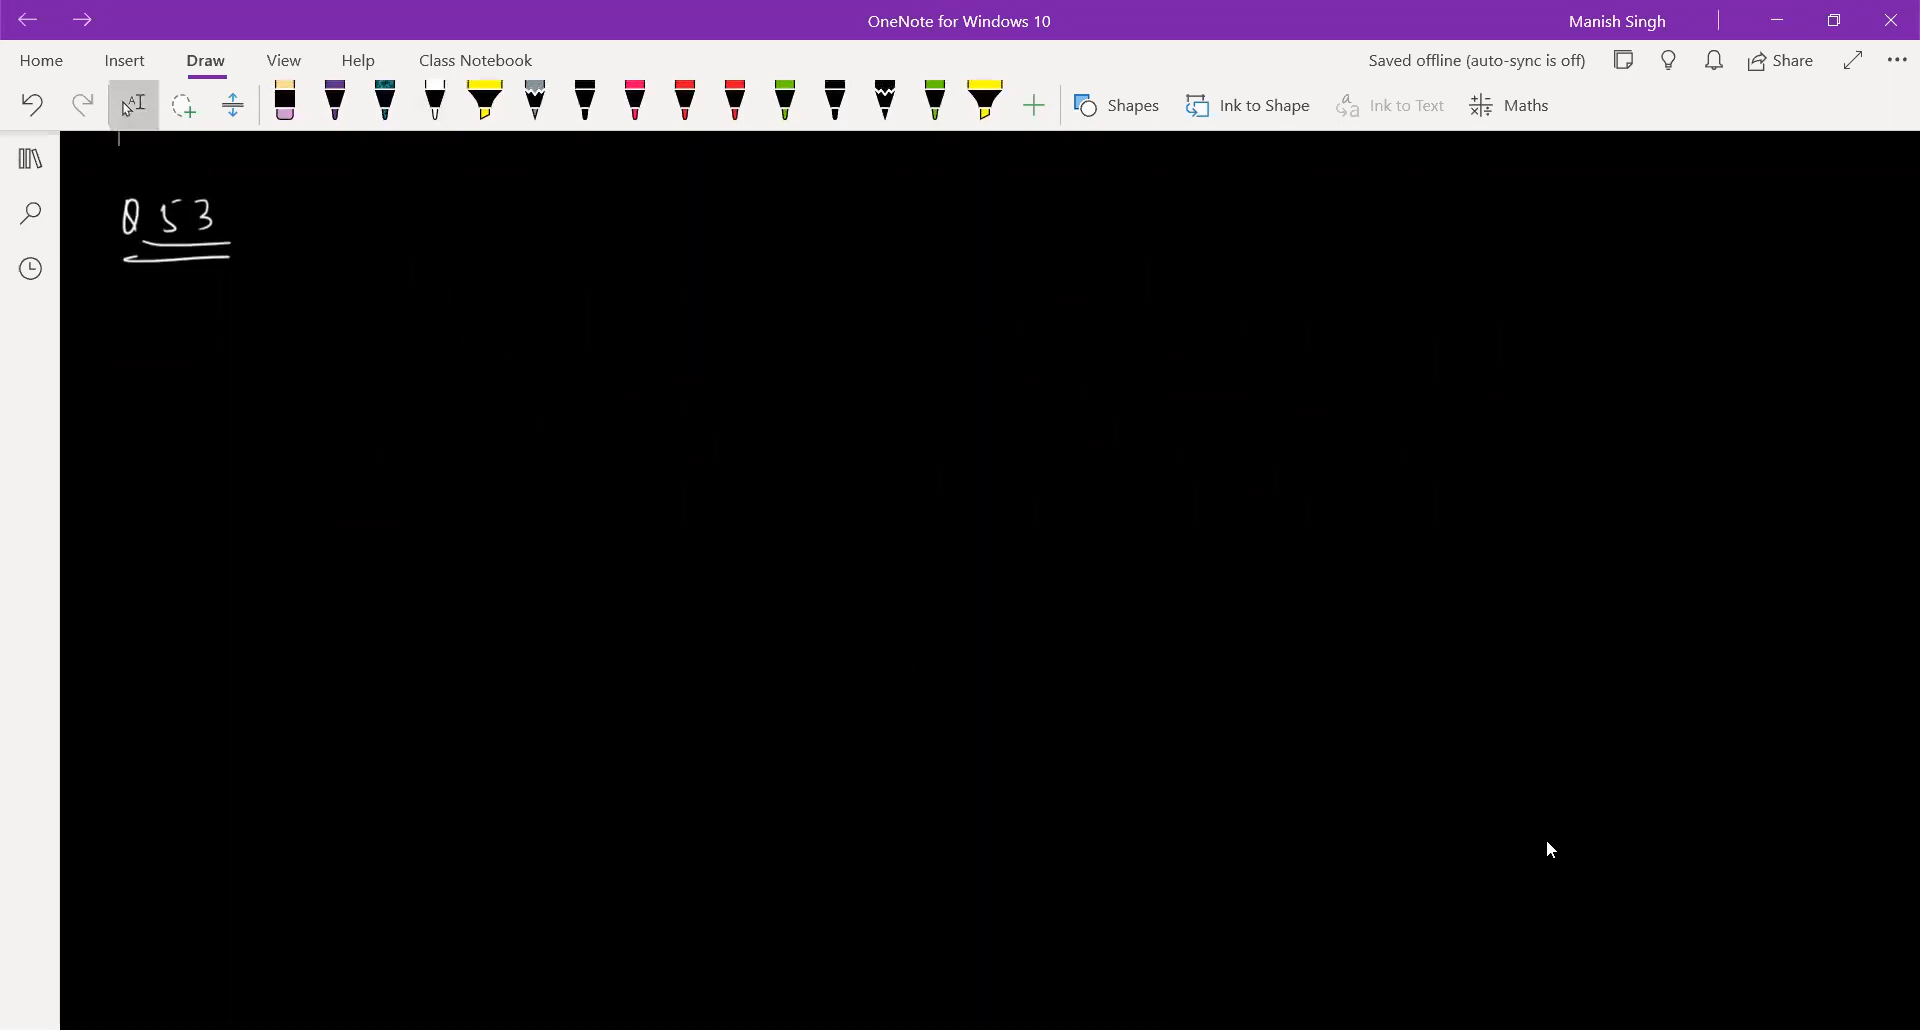 OneNote for Windows 10 Manish Singh
Home Insert Draw View Help Class Notebook Saved offline (auto-sync is off) Share
Shapes Ink to Shape Ink to Text Maths
Q 53